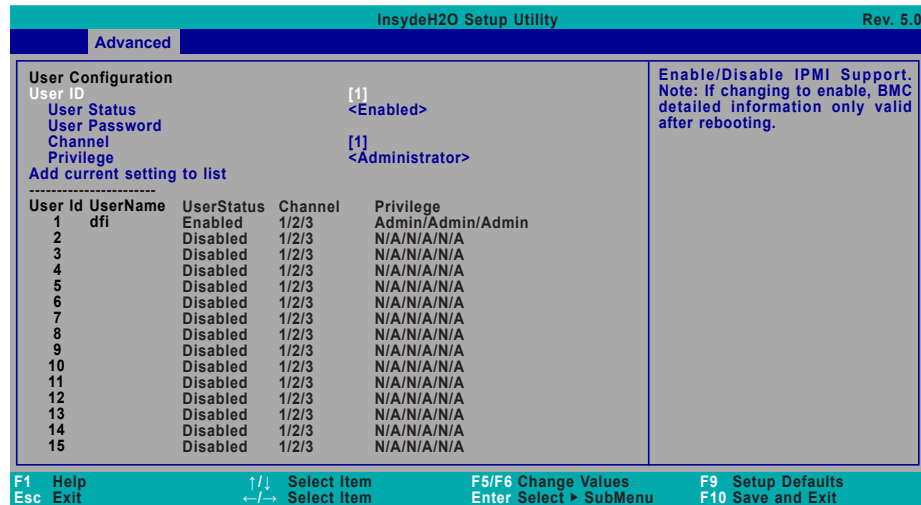 InsydeH2O Setup Utility Rev. 5.0
Advanced
User Configuration
User ID [1]
User Status <Enabled>
User Password
Channel [1]
Privilege <Administrator>
Add current setting to list
-----------------------
User Id UserName UserStatus Channel Privilege
1 dfi Enabled 1/2/3 Admin/Admin/Admin
2 Disabled 1/2/3 N/A/N/A/N/A
3 Disabled 1/2/3 N/A/N/A/N/A
4 Disabled 1/2/3 N/A/N/A/N/A
5 Disabled 1/2/3 N/A/N/A/N/A
6 Disabled 1/2/3 N/A/N/A/N/A
7 Disabled 1/2/3 N/A/N/A/N/A
8 Disabled 1/2/3 N/A/N/A/N/A
9 Disabled 1/2/3 N/A/N/A/N/A
10 Disabled 1/2/3 N/A/N/A/N/A
11 Disabled 1/2/3 N/A/N/A/N/A
12 Disabled 1/2/3 N/A/N/A/N/A
13 Disabled 1/2/3 N/A/N/A/N/A
14 Disabled 1/2/3 N/A/N/A/N/A
15 Disabled 1/2/3 N/A/N/A/N/A
Enable/Disable IPMI Support.
Note: If changing to enable, BMC
detailed information only valid
after rebooting.
F1 Help ↑/↓ Select Item F5/F6 Change Values F9 Setup Defaults
Esc Exit ←/→ Select Item Enter Select ▶ SubMenu F10 Save and Exit